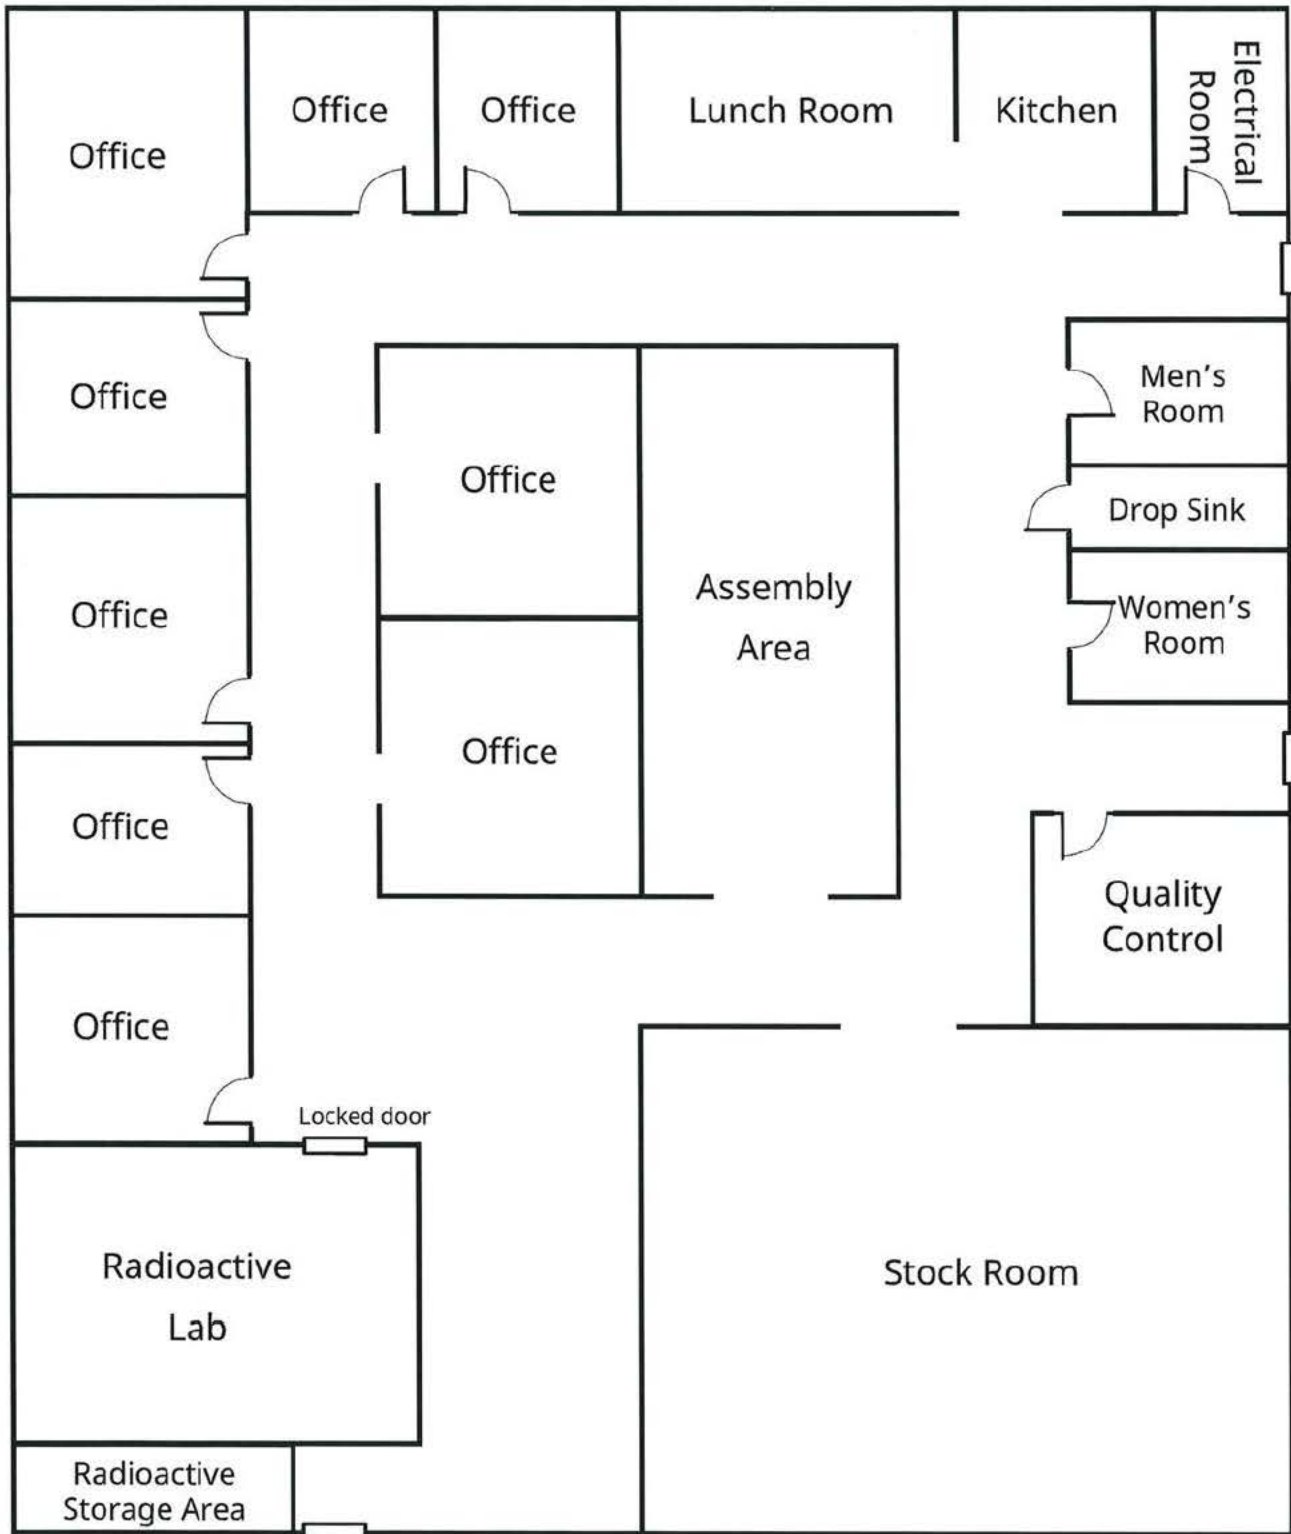 Office
Office
Office
Lunch Room
Kitchen
Electrical
Room
Office
Office
Office
Office
Office
Office
Assembly
Area
Men's
Room
Drop Sink
Women's
Room
Quality
Control
Locked door
Radioactive
Lab
Stock Room
Radioactive
Storage Area